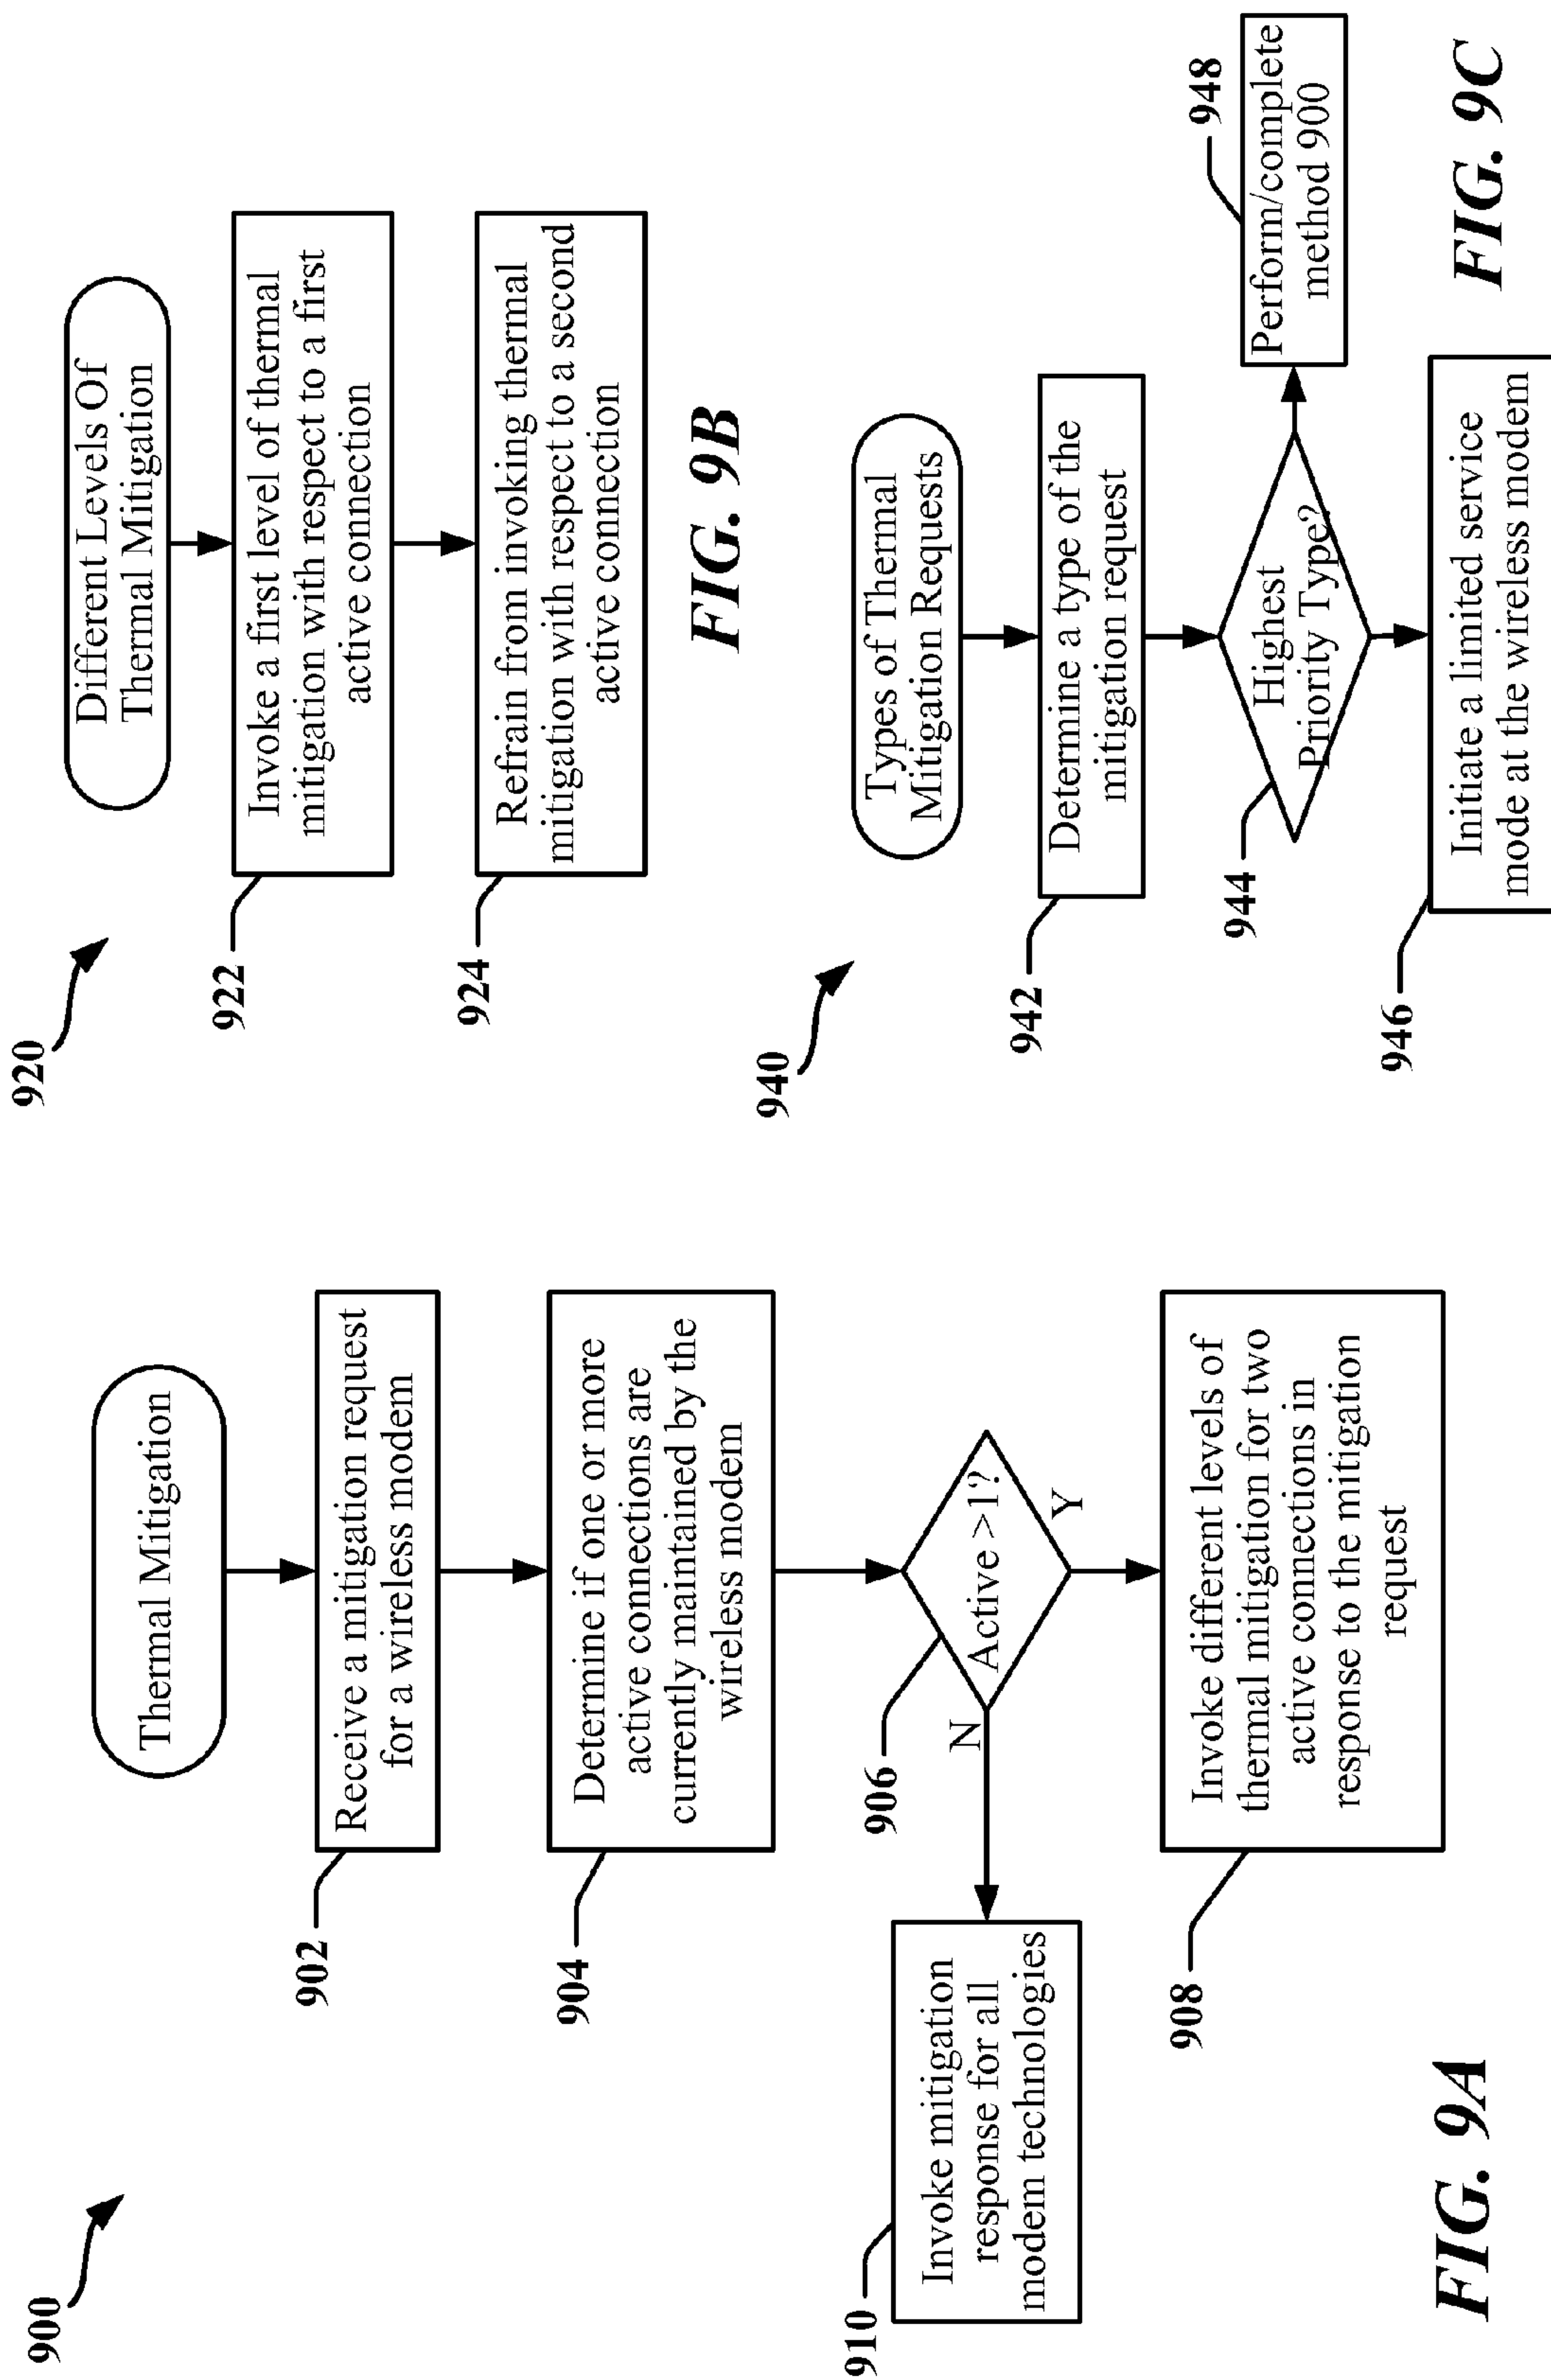 900
Thermal Mitigation
902
Receive a mitigation request
for a wireless modem
904
Determine if one or more
active connections are
currently maintained by the
wireless modem
906
Active >1?
N
Y
910
Invoke mitigation
response for all
modem technologies
908
Invoke different levels of
thermal mitigation for two
active connections in
response to the mitigation
request
FIG. 9A
920
Different Levels Of
Thermal Mitigation
922
Invoke a first level of thermal
mitigation with respect to a first
active connection
924
Refrain from invoking thermal
mitigation with respect to a second
active connection
FIG. 9B
940
Types of Thermal
Mitigation Requests
942
Determine a type of the
mitigation request
944
Highest
Priority Type?
948
Perform/complete
method 900
946
Initiate a limited service
mode at the wireless modem
FIG. 9C